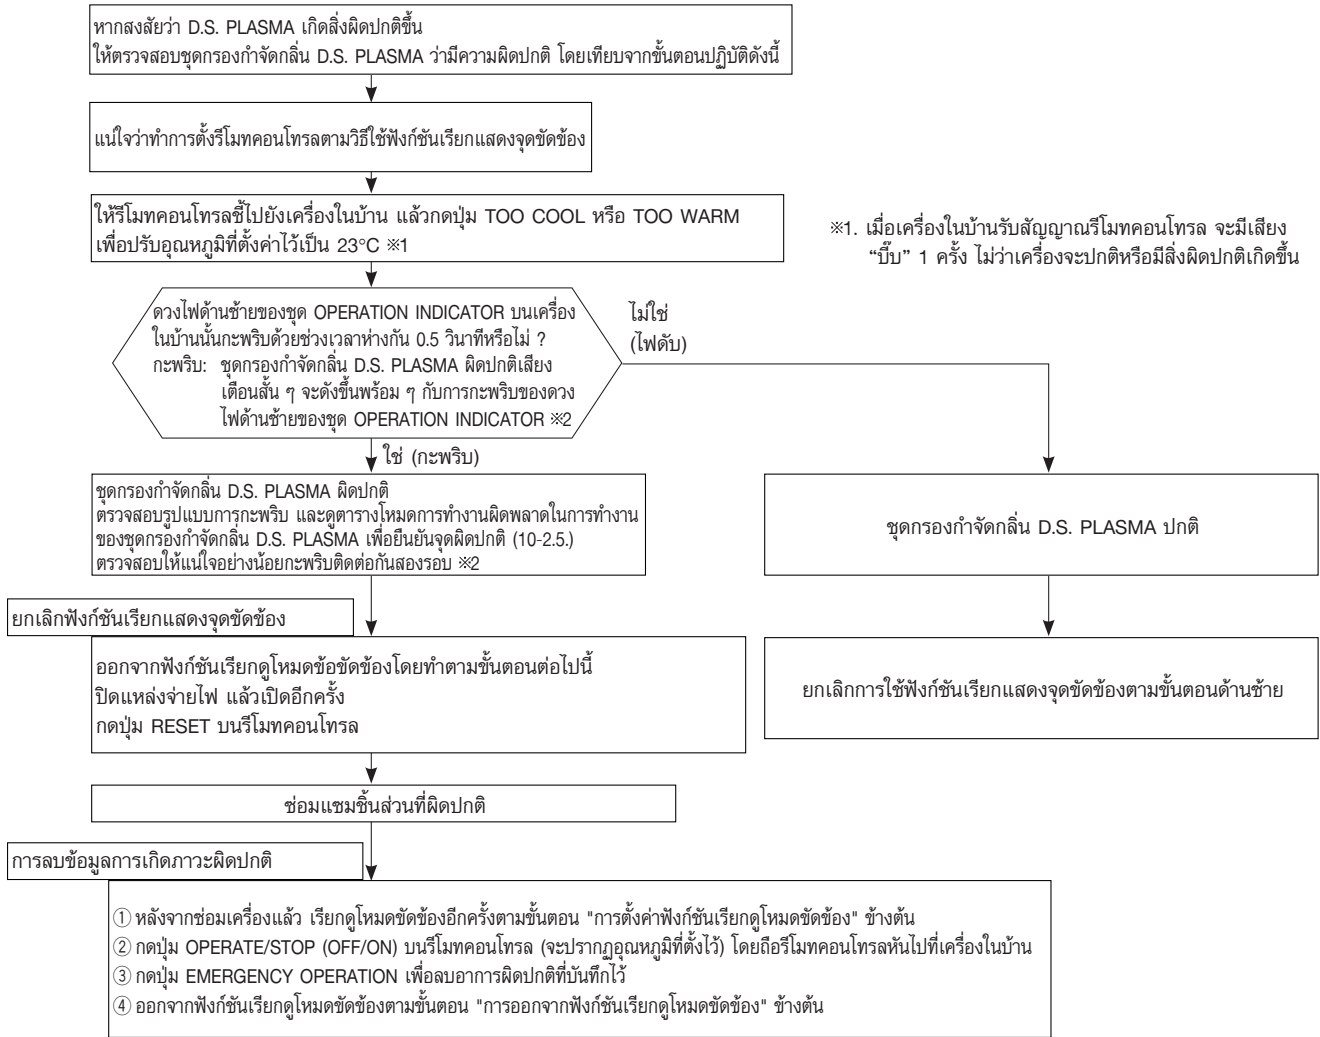 หากสงสัยว่า D.S. PLASMA เกิดสิ่งผิดปกติขึ้น
ให้ตรวจสอบชุดกรองกำจัดกลิ่น D.S. PLASMA ว่ามีความผิดปกติ โดยเทียบจากขั้นตอนปฏิบัติดังนี้
แน่ใจว่าทำการตั้งรีโมทคอนโทรลตามวิธีใช้ฟังก์ชันเรียกแสดงจุดขัดข้อง
ให้รีโมทคอนโทรลชี้ไปยังเครื่องในบ้าน แล้วกดปุ่ม TOO COOL หรือ TOO WARM
เพื่อปรับอุณหภูมิที่ตั้งค่าไว้เป็น 23°C ※1
※1. เมื่อเครื่องในบ้านรับสัญญาณรีโมทคอนโทรล จะมีเสียง
“บี๊บ” 1 ครั้ง ไม่ว่าเครื่องจะปกติหรือมีสิ่งผิดปกติเกิดขึ้น
ดวงไฟด้านซ้ายของชุด OPERATION INDICATOR บนเครื่อง
ในบ้านนั้นกะพริบด้วยช่วงเวลาห่างกัน 0.5 วินาทีหรือไม่ ?
กะพริบ: ชุดกรองกำจัดกลิ่น D.S. PLASMA ผิดปกติเสียง
เตือนสั้น ๆ จะดังขึ้นพร้อม ๆ กับการกะพริบของดวง
ไฟด้านซ้ายของชุด OPERATION INDICATOR ※2
ไม่ใช่
(ไฟดับ)
ใช่ (กะพริบ)
ชุดกรองกำจัดกลิ่น D.S. PLASMA ผิดปกติ
ตรวจสอบรูปแบบการกะพริบ และดูตารางโหมดการทำงานผิดพลาดในการทำงาน
ของชุดกรองกำจัดกลิ่น D.S. PLASMA เพื่อยืนยันจุดผิดปกติ (10-2.5.)
ตรวจสอบให้แน่ใจอย่างน้อยกะพริบติดต่อกันสองรอบ ※2
ชุดกรองกำจัดกลิ่น D.S. PLASMA ปกติ
ยกเลิกฟังก์ชันเรียกแสดงจุดขัดข้อง
ออกจากฟังก์ชันเรียกดูโหมดข้อขัดข้องโดยทำตามขั้นตอนต่อไปนี้
ปิดแหล่งจ่ายไฟ แล้วเปิดอีกครั้ง
กดปุ่ม RESET บนรีโมทคอนโทรล
ยกเลิกการใช้ฟังก์ชันเรียกแสดงจุดขัดข้องตามขั้นตอนด้านซ้าย
ซ่อมแซมชิ้นส่วนที่ผิดปกติ
การลบข้อมูลการเกิดภาวะผิดปกติ
① หลังจากซ่อมเครื่องแล้ว เรียกดูโหมดขัดข้องอีกครั้งตามขั้นตอน "การตั้งค่าฟังก์ชันเรียกดูโหมดขัดข้อง" ข้างต้น
② กดปุ่ม OPERATE/STOP (OFF/ON) บนรีโมทคอนโทรล (จะปรากฏอุณหภูมิที่ตั้งไว้) โดยถือรีโมทคอนโทรลหันไปที่เครื่องในบ้าน
③ กดปุ่ม EMERGENCY OPERATION เพื่อลบอาการผิดปกติที่บันทึกไว้
④ ออกจากฟังก์ชันเรียกดูโหมดขัดข้องตามขั้นตอน "การออกจากฟังก์ชันเรียกดูโหมดขัดข้อง" ข้างต้น